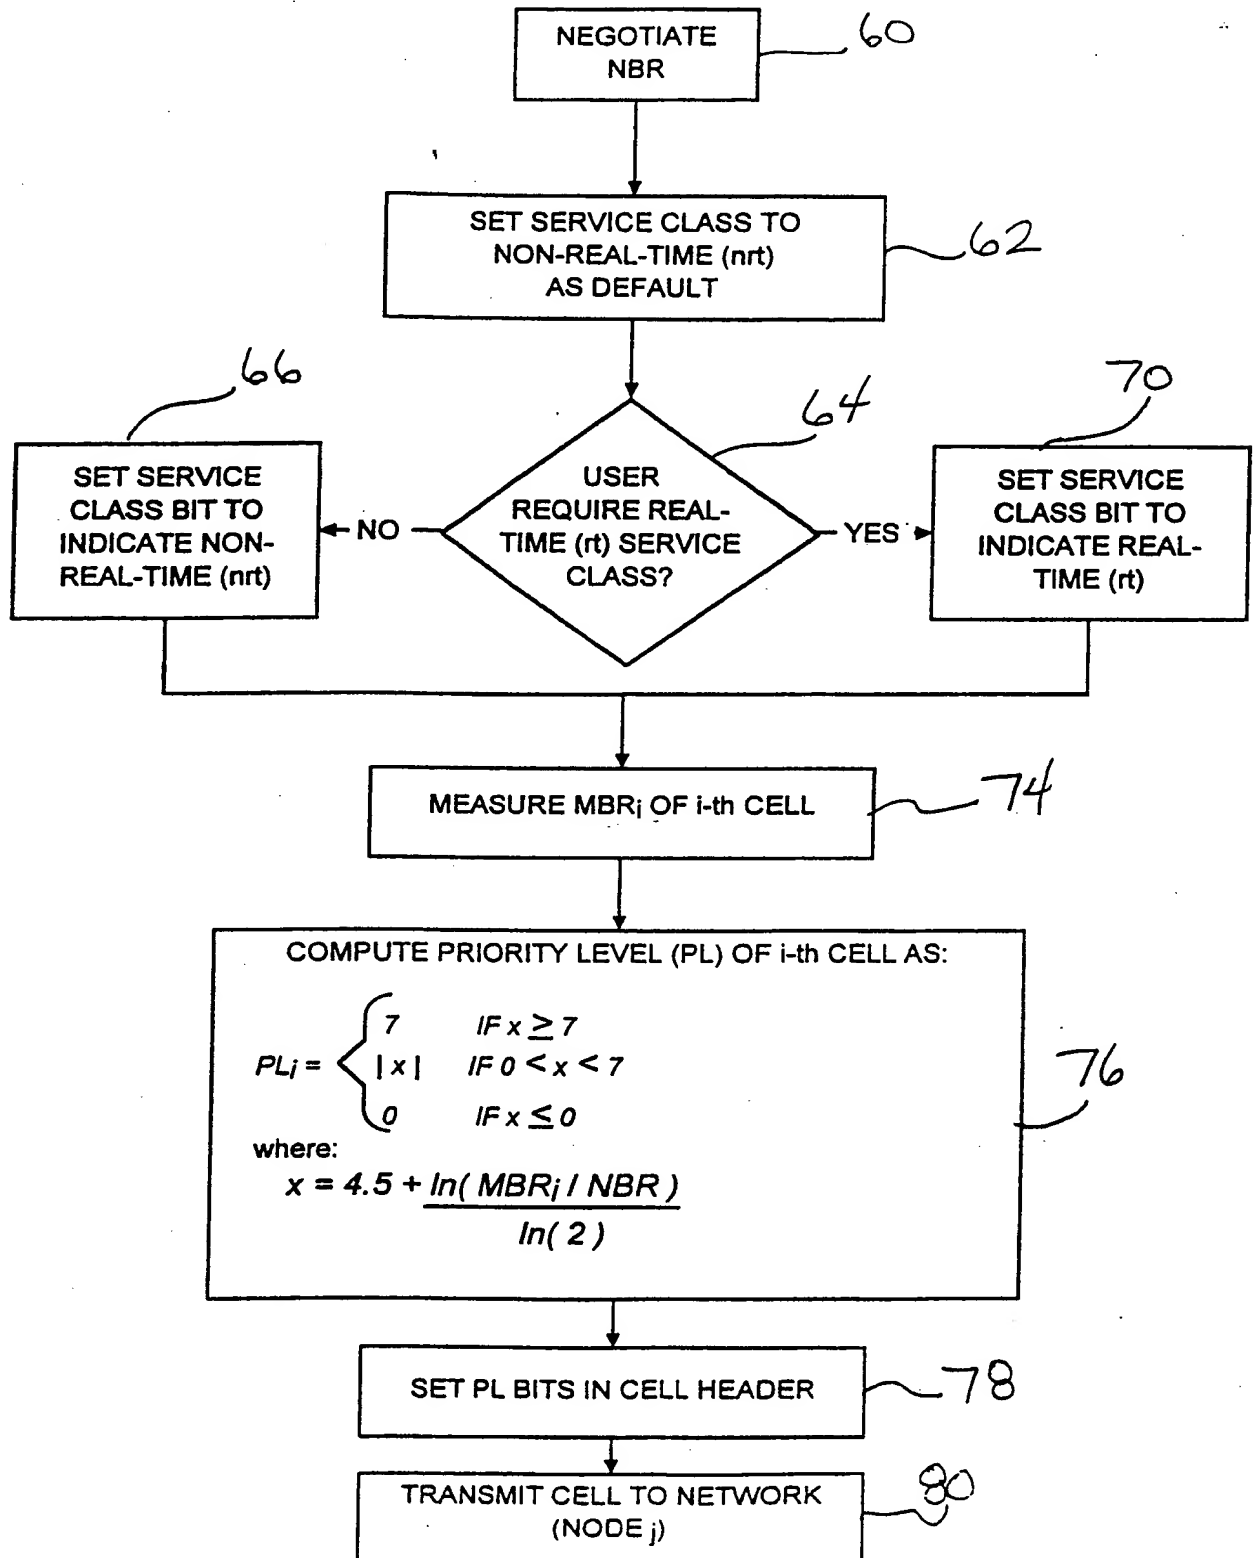 NEGOTIATE
NBR
60
SET SERVICE CLASS TO
NON-REAL-TIME (nrt)
AS DEFAULT
62
66
64
70
SET SERVICE
CLASS BIT TO
INDICATE NON-
REAL-TIME (nrt)
NO
USER
REQUIRE REAL-
TIME (rt) SERVICE
CLASS?
YES
SET SERVICE
CLASS BIT TO
INDICATE REAL-
TIME (rt)
MEASURE MBRi OF i-th CELL
74
COMPUTE PRIORITY LEVEL (PL) OF i-th CELL AS:
7 IF x ≥ 7
PLi = | x | IF 0 < x < 7
0 IF x ≤ 0
76
where:
x = 4.5 + ln( MBRi / NBR )
ln( 2 )
SET PL BITS IN CELL HEADER
78
TRANSMIT CELL TO NETWORK
(NODE j)
80